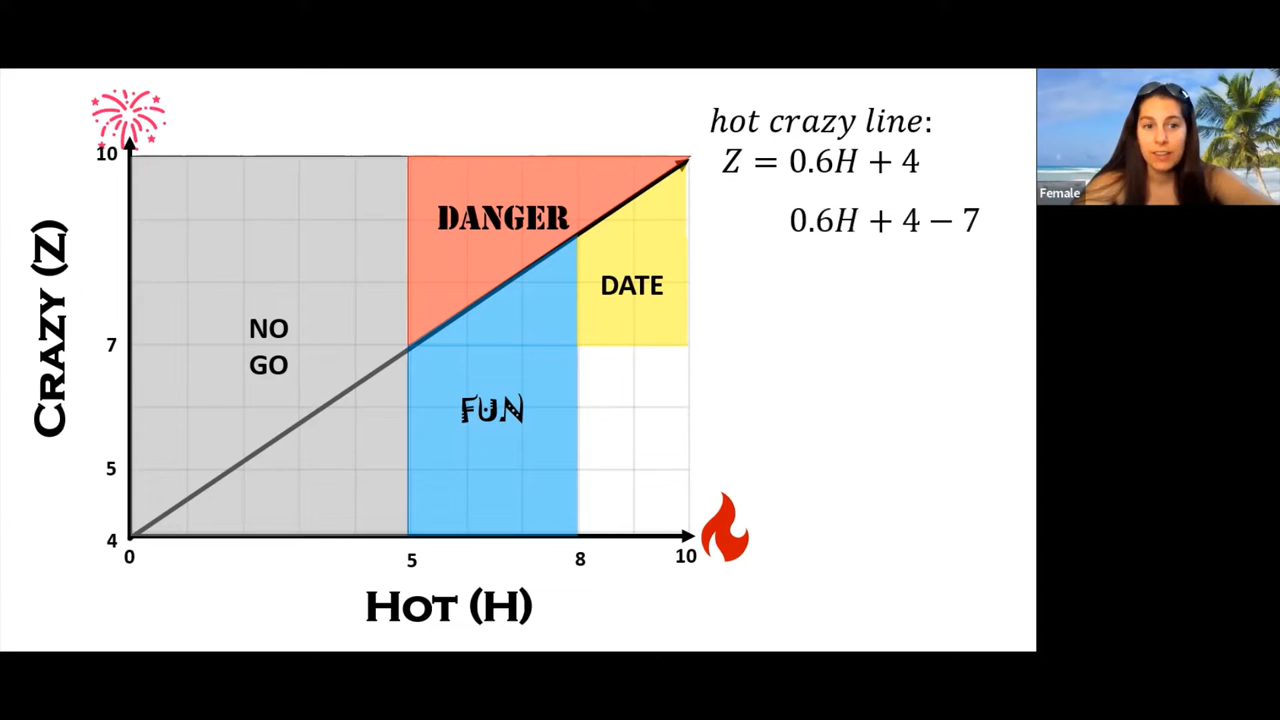 hot crazy line:
Z = 0.6H + 4
0.6H + 4 − 7
Female
CRAZY (Z)
10
7
5
4
0
5
8
10
HOT (H)
NO
GO
DANGER
DATE
FUN